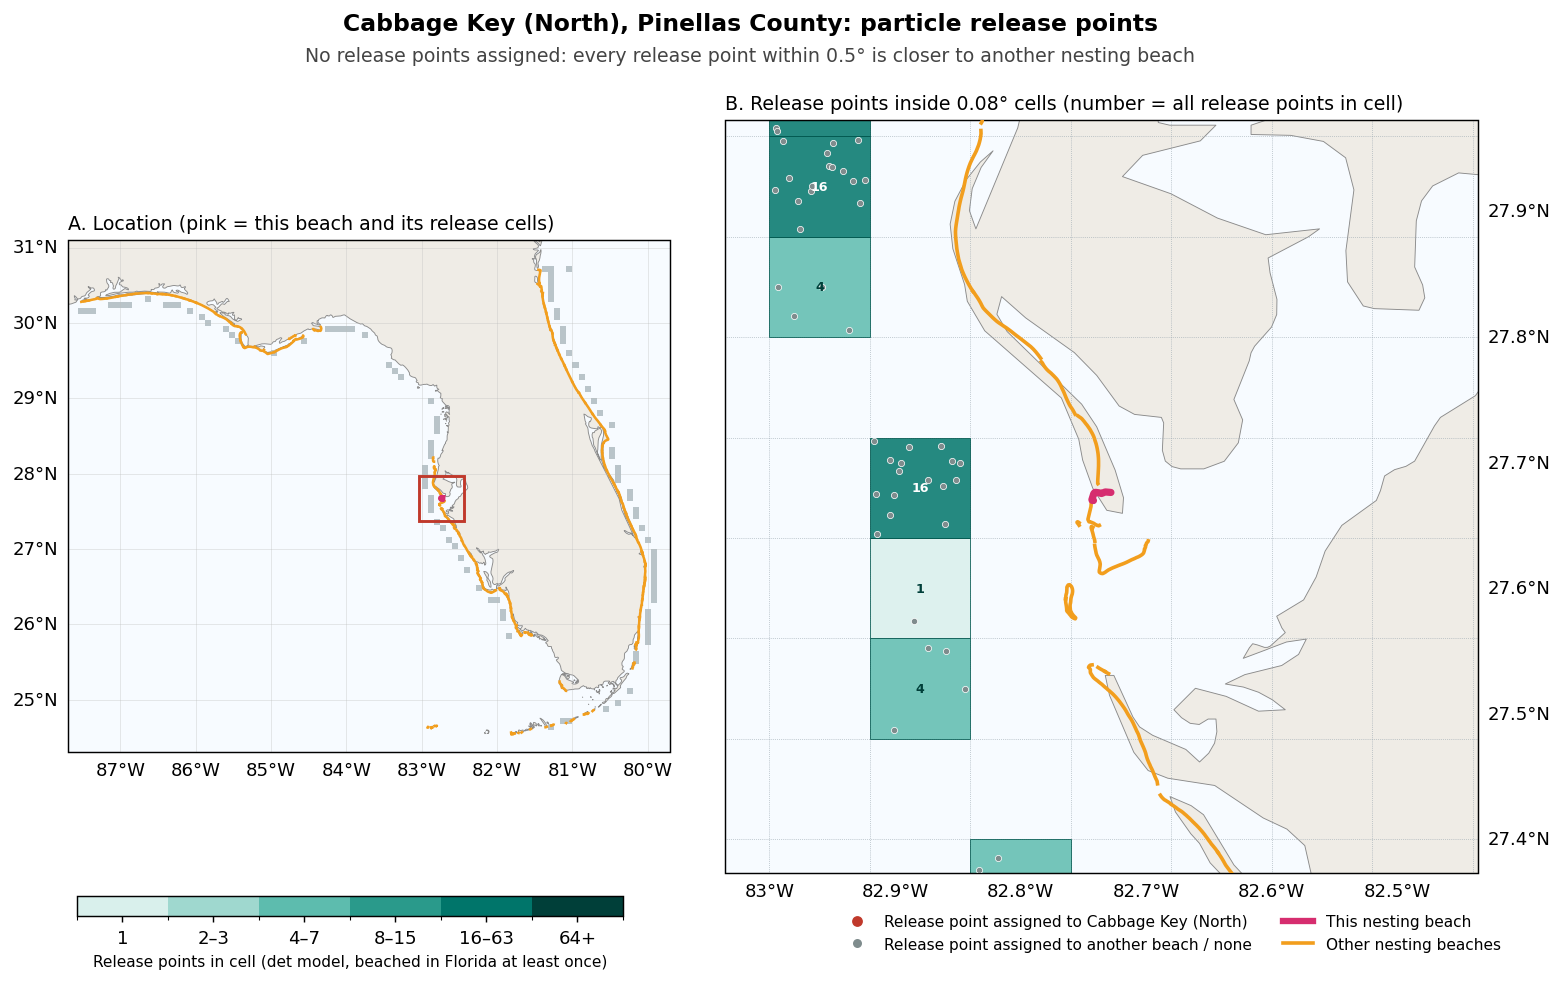 Cabbage Key (North), Pinellas County: particle release points
No release points assigned: every release point within 0.5° is closer to another nesting beach
A. Location (pink = this beach and its release cells)
31°N
30°N
29°N
28°N
27°N
26°N
25°N
87°W 86°W 85°W 84°W 83°W 82°W 81°W 80°W
1 2–3 4–7 8–15 16–63 64+
Release points in cell (det model, beached in Florida at least once)
B. Release points inside 0.08° cells (number = all release points in cell)
16
4
16
1
4
27.9°N
27.8°N
27.7°N
27.6°N
27.5°N
27.4°N
83°W 82.9°W 82.8°W 82.7°W 82.6°W 82.5°W
Release point assigned to Cabbage Key (North)
Release point assigned to another beach / none
This nesting beach
Other nesting beaches